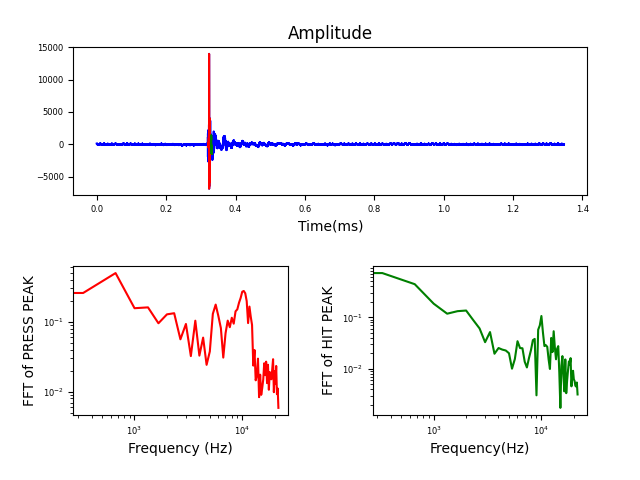 Amplitude
15000
10000
5000
0
−5000
0.0 0.2 0.4 0.6 0.8 1.0 1.2 1.4
Time(ms)
FFT of PRESS PEAK
10⁻¹
10⁻²
10³ 10⁴
Frequency (Hz)
FFT of HIT PEAK
10⁻¹
10⁻²
10³ 10⁴
Frequency(Hz)